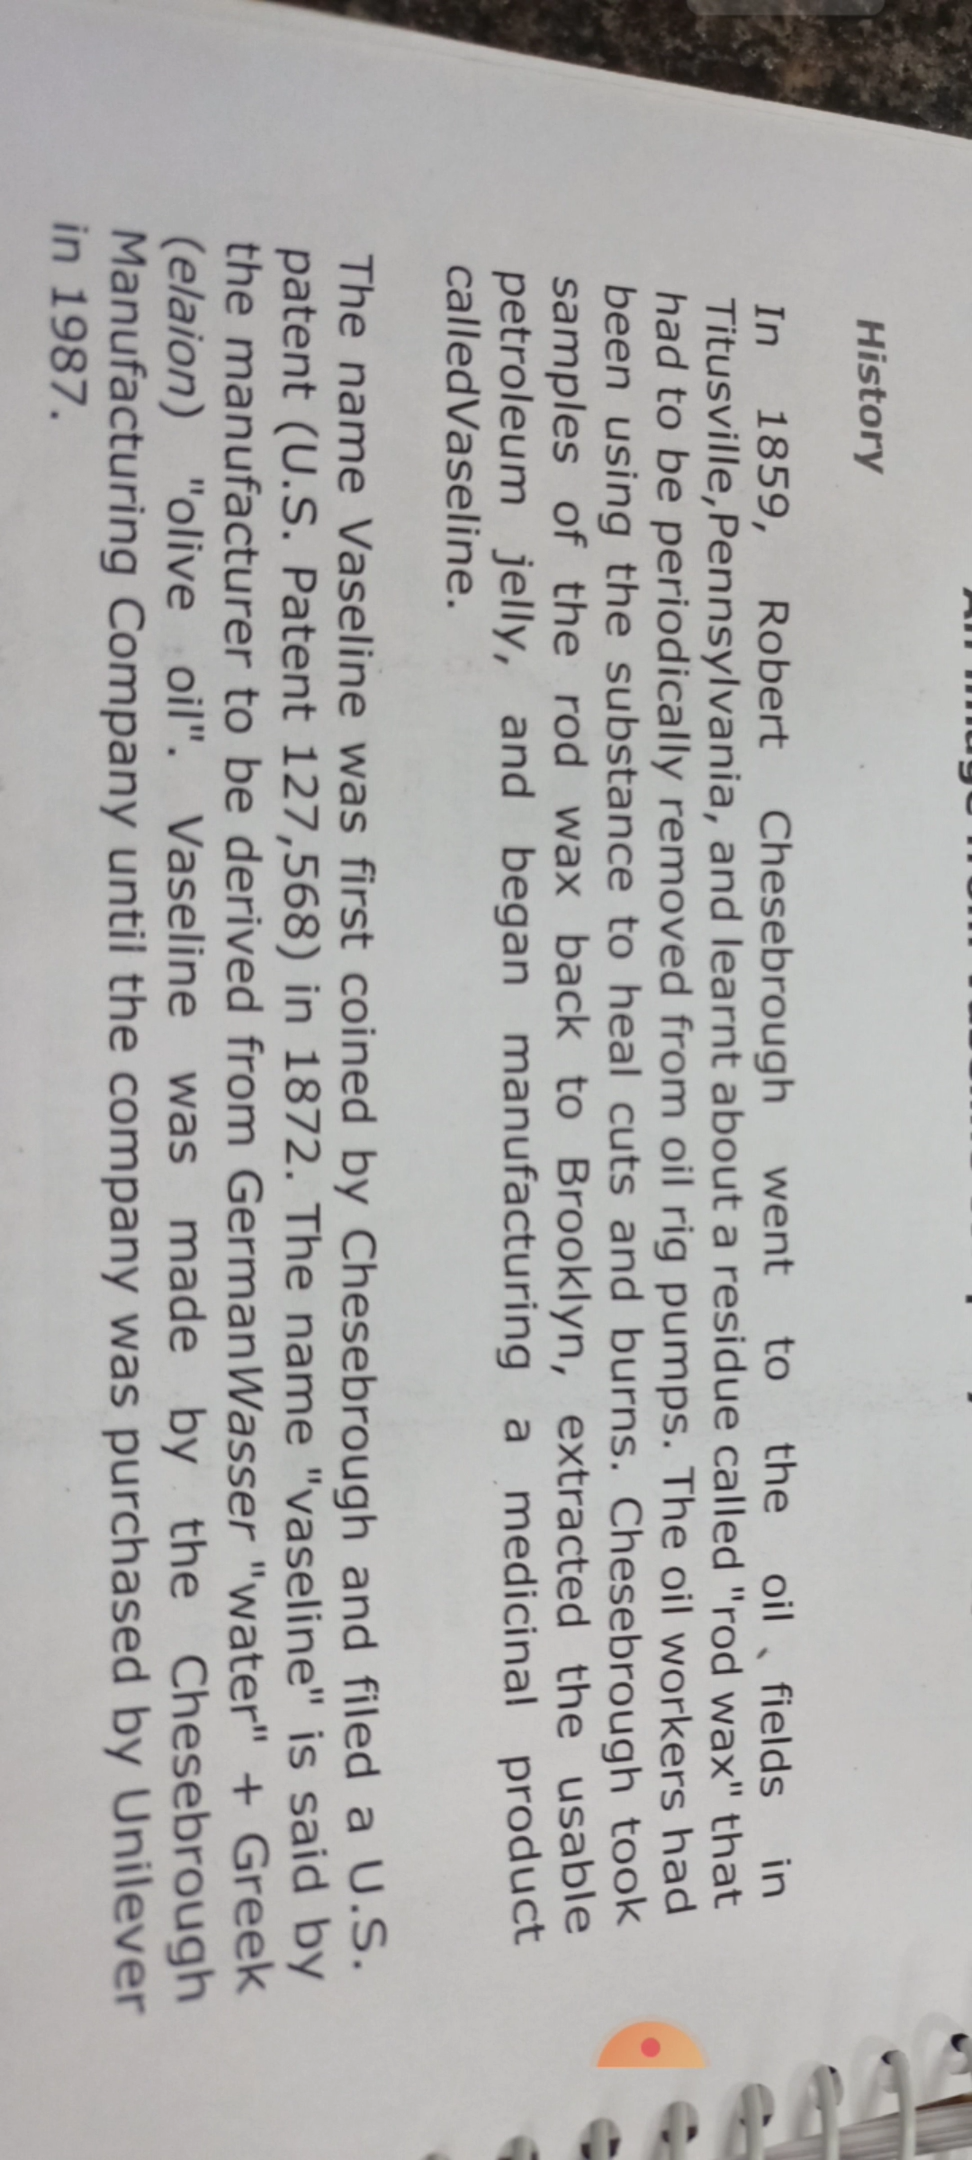 History
In 1859, Robert Chesebrough went to the oil fields in
Titusville,Pennsylvania, and learnt about a residue called "rod wax" that
had to be periodically removed from oil rig pumps. The oil workers had
been using the substance to heal cuts and burns. Chesebrough took
samples of the rod wax back to Brooklyn, extracted the usable
petroleum jelly, and began manufacturing a medicinal product
calledVaseline.
The name Vaseline was first coined by Chesebrough and filed a U.S.
patent (U.S. Patent 127,568) in 1872. The name "vaseline" is said by
the manufacturer to be derived from GermanWasser "water" + Greek
(elaion) "olive oil". Vaseline was made by the Chesebrough
Manufacturing Company until the company was purchased by Unilever
in 1987.